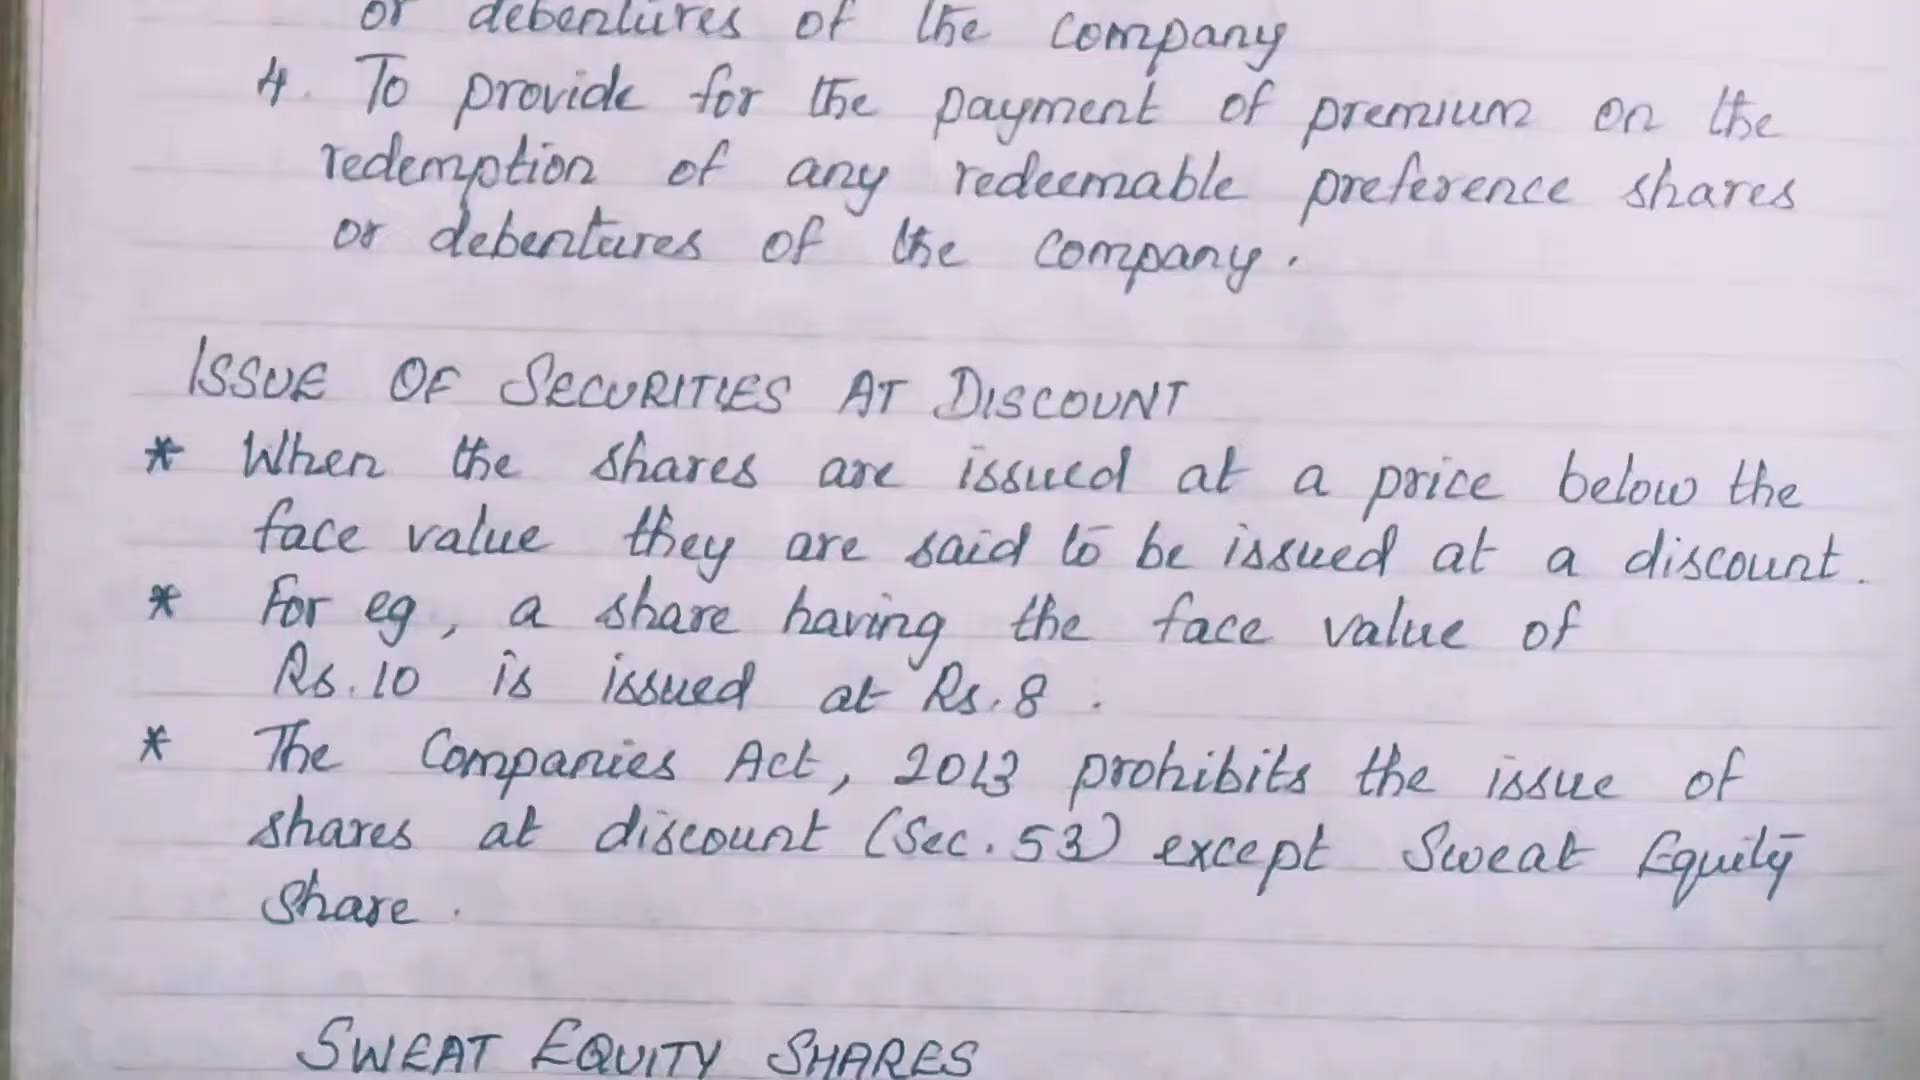 or debentures of the company
4. To provide for the payment of premium on the
redemption of any redeemable preference shares
or debentures of the company.
ISSUE OF SECURITIES AT DISCOUNT
* When the shares are issued at a price below the
face value they are said to be issued at a discount.
* For eg, a share having the face value of
Rs. 10 is issued at Rs. 8.
* The Companies Act, 2013 prohibits the issue of
shares at discount (Sec. 53) except Sweat Equity
Share.
SWEAT EQUITY SHARES